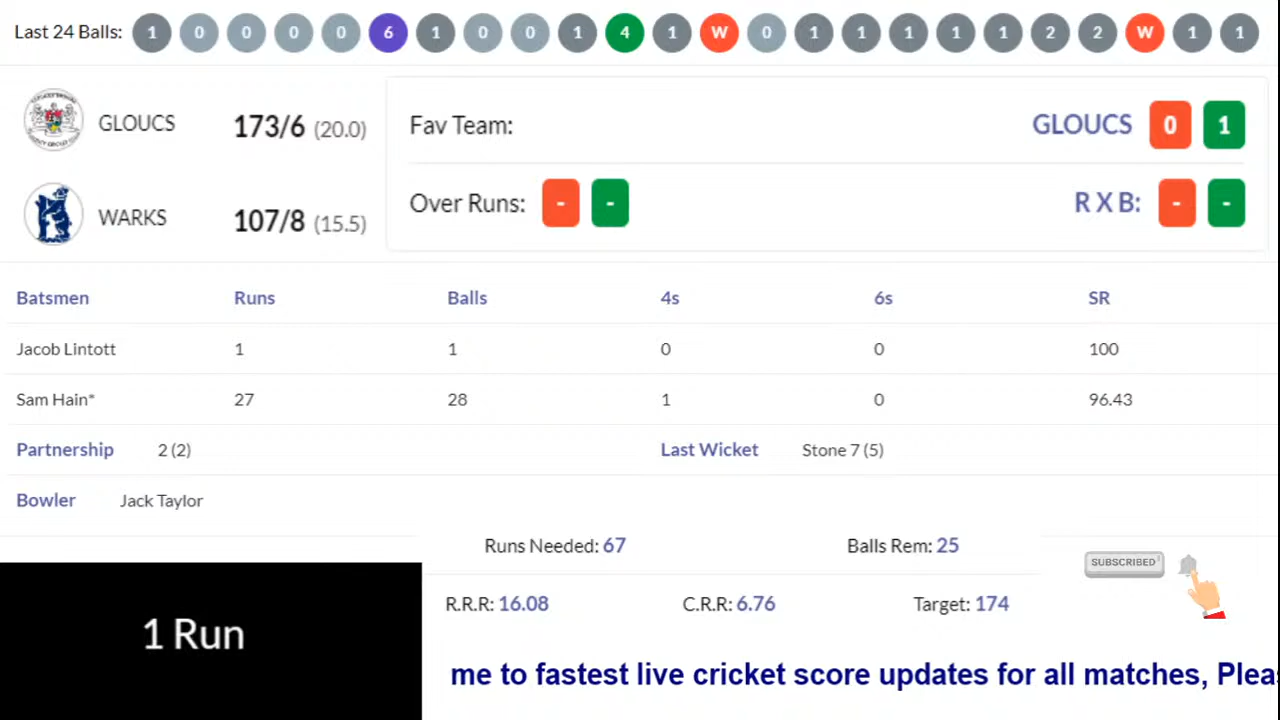 Last 24 Balls: 1 0 0 0 0 6 1 0 0 1 4 1 W 0 1 1 1 1 1 2 2 W 1 1
GLOUCS 173/6 (20.0) Fav Team: GLOUCS 0 1
WARKS 107/8 (15.5) Over Runs: - - R X B: - -
Batsmen Runs Balls 4s 6s SR
Jacob Lintott 1 1 0 0 100
Sam Hain* 27 28 1 0 96.43
Partnership 2 (2) Last Wicket Stone 7 (5)
Bowler Jack Taylor
Runs Needed: 67 Balls Rem: 25
SUBSCRIBED
R.R.R: 16.08 C.R.R: 6.76 Target: 174
1 Run
me to fastest live cricket score updates for all matches, Plea